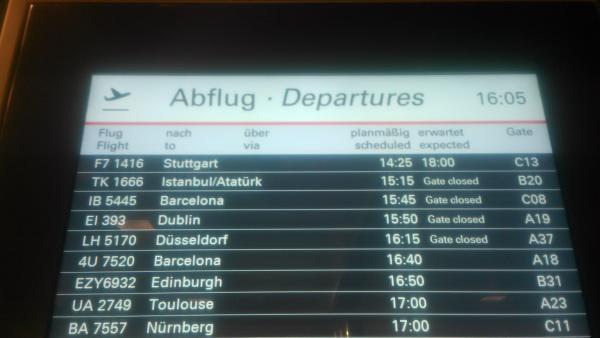 Abflug · Departures 16:05
Flug nach über planmäßig erwartet Gate
Flight to via scheduled expected
F7 1416 Stuttgart 14:25 18:00 C13
TK 1666 Istanbul/Atatürk 15:15 Gate closed B20
IB 5445 Barcelona 15:45 Gate closed C08
EI 393 Dublin 15:50 Gate closed A19
LH 5170 Düsseldorf 16:15 Gate closed A37
4U 7520 Barcelona 16:40 A18
EZY6932 Edinburgh 16:50 B31
UA 2749 Toulouse 17:00 A23
BA 7557 Nürnberg 17:00 C11